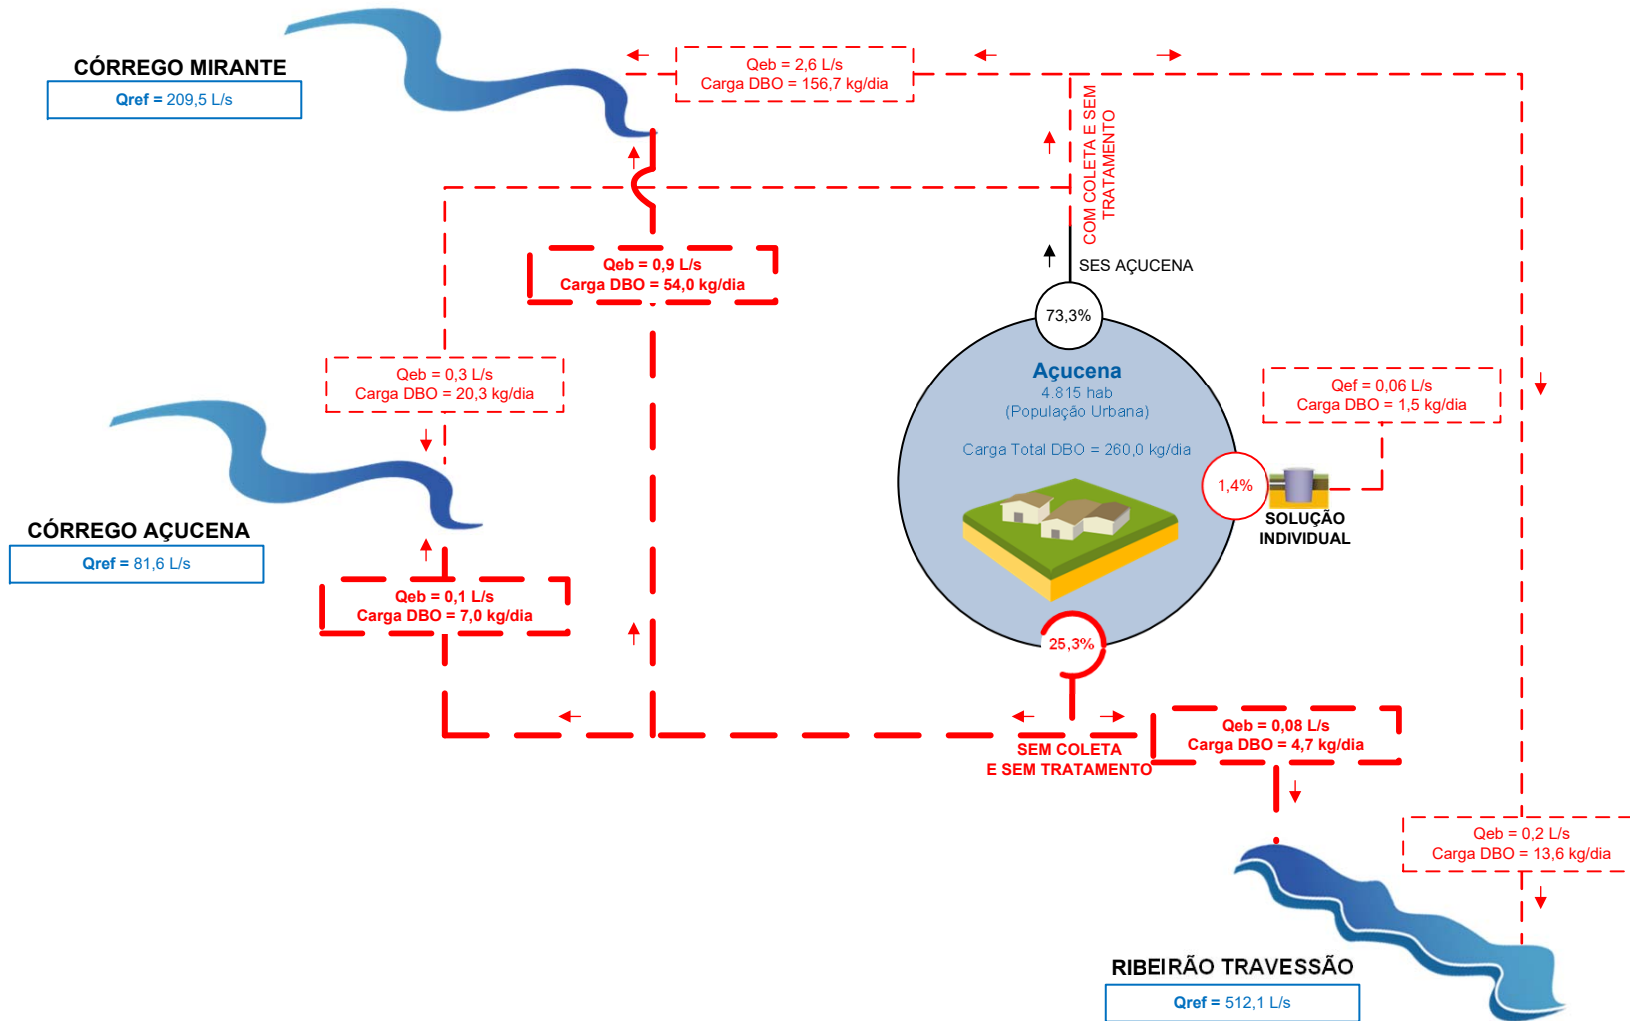 CÓRREGO MIRANTE
Qref = 209,5 L/s
Qeb = 2,6 L/s
Carga DBO = 156,7 kg/dia
COM COLETA E SEM
TRATAMENTO
SES AÇUCENA
73,3%
Qeb = 0,9 L/s
Carga DBO = 54,0 kg/dia
Qeb = 0,3 L/s
Carga DBO = 20,3 kg/dia
Açucena
4.815 hab
(População Urbana)
Carga Total DBO = 260,0 kg/dia
Qef = 0,06 L/s
Carga DBO = 1,5 kg/dia
1,4%
SOLUÇÃO
INDIVIDUAL
CÓRREGO AÇUCENA
Qref = 81,6 L/s
Qeb = 0,1 L/s
Carga DBO = 7,0 kg/dia
25,3%
SEM COLETA
E SEM TRATAMENTO
Qeb = 0,08 L/s
Carga DBO = 4,7 kg/dia
Qeb = 0,2 L/s
Carga DBO = 13,6 kg/dia
RIBEIRÃO TRAVESSÃO
Qref = 512,1 L/s